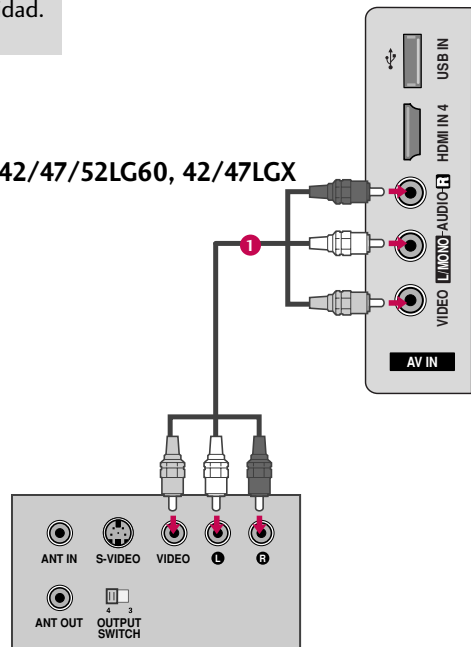 idad.
42/47/52LG60, 42/47LGX
USB IN
HDMI IN 4
VIDEO L/MONO-AUDIO-R
AV IN
1
ANT IN S-VIDEO VIDEO L R
4 3
ANT OUT OUTPUT
SWITCH